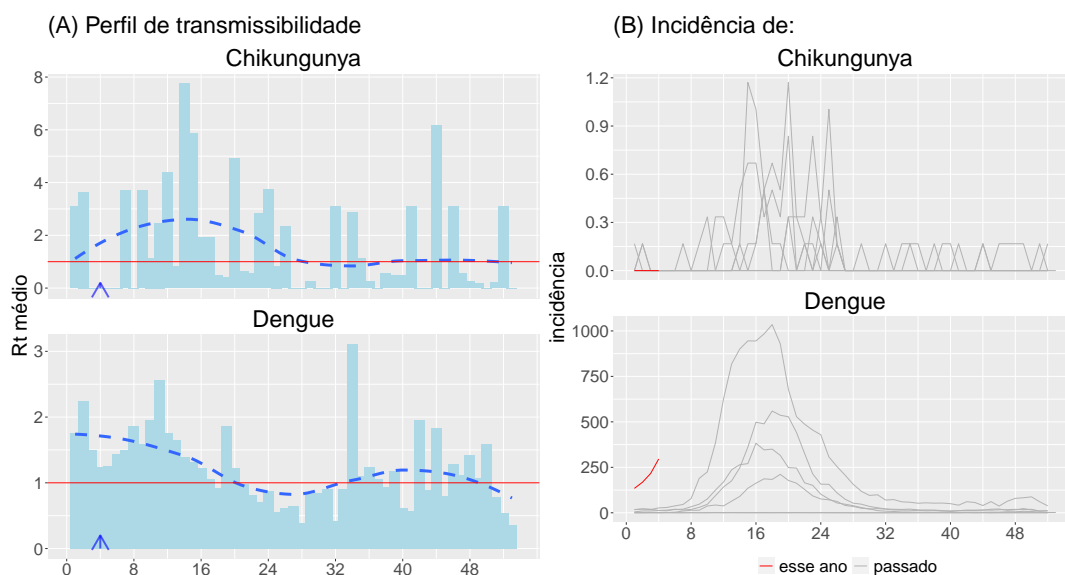 (A) Perfil de transmissibilidade
Chikungunya
8
6
4
2
0
Dengue
3
2
1
0
Rt médio
0 8 16 24 32 40 48
(B) Incidência de:
Chikungunya
1.2
0.9
0.6
0.3
0.0
Dengue
1000
750
500
250
0
incidência
0 8 16 24 32 40 48
esse ano passado